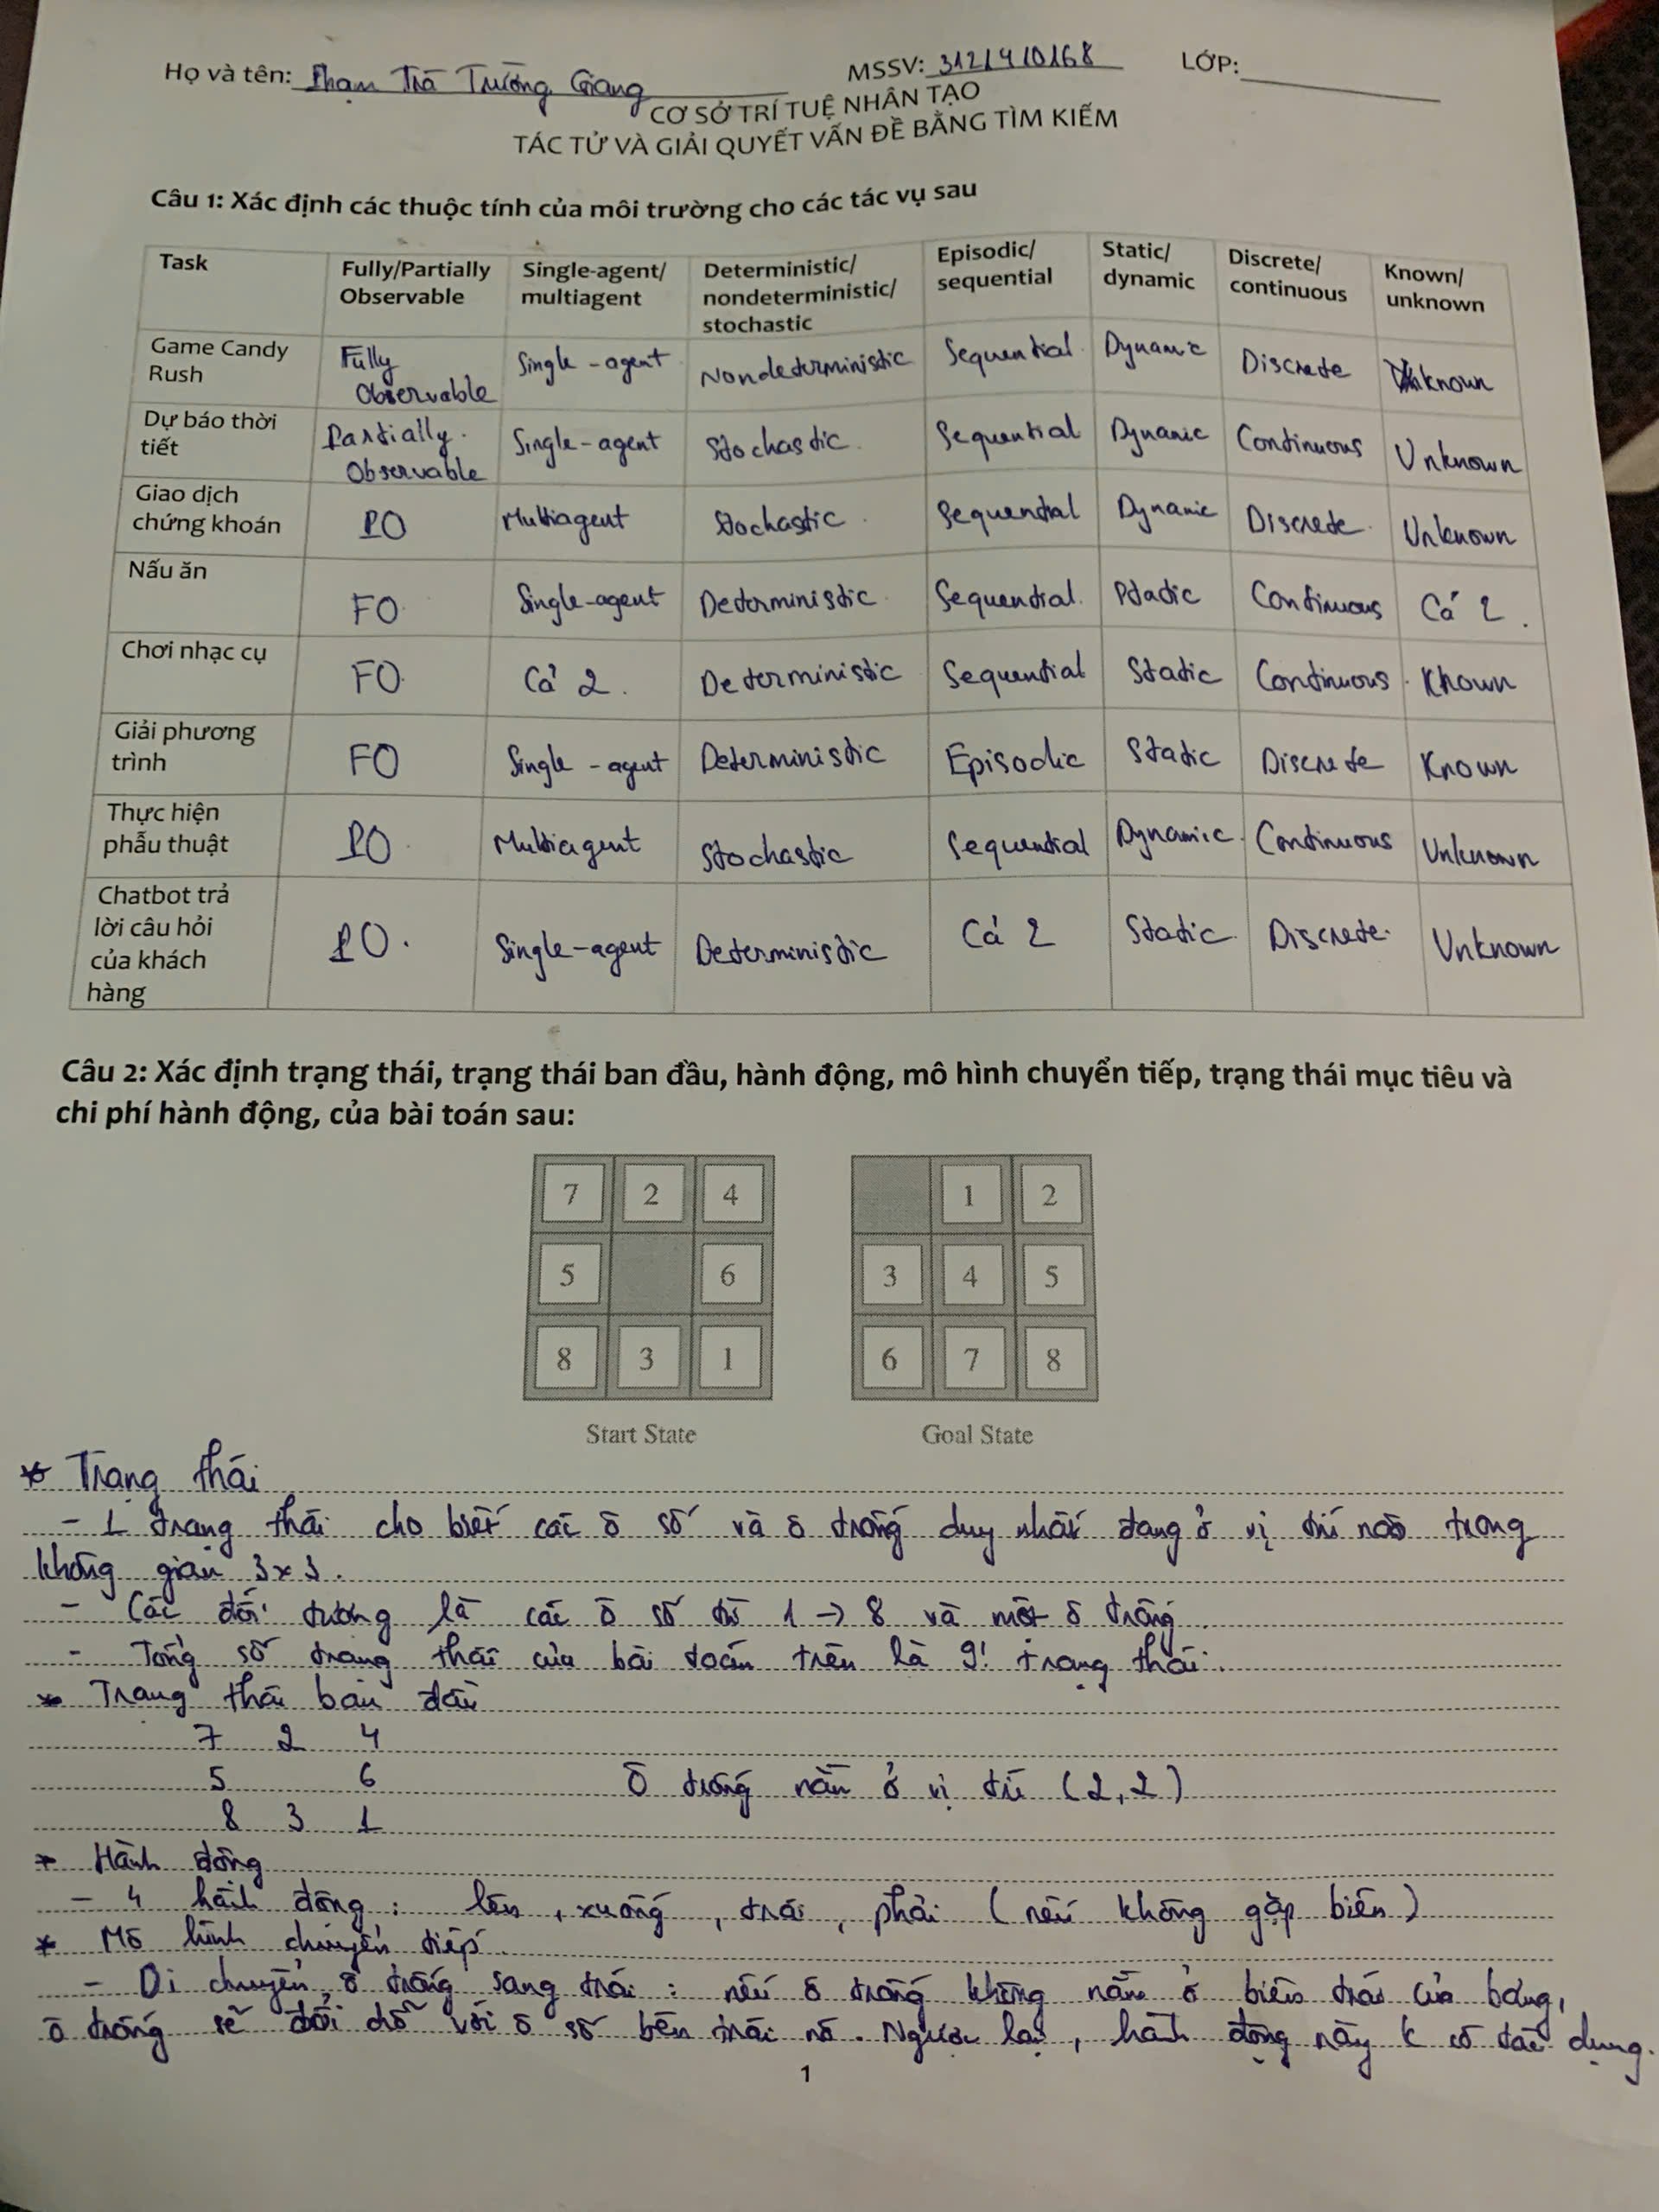 Họ và tên: Phạm Trà Trường Giang MSSV: 3121410168 LỚP:
CƠ SỞ TRÍ TUỆ NHÂN TẠO
TÁC TỬ VÀ GIẢI QUYẾT VẤN ĐỀ BẰNG TÌM KIẾM
Câu 1: Xác định các thuộc tính của môi trường cho các tác vụ sau
Task Fully/Partially Observable Single-agent/ multiagent Deterministic/ nondeterministic/ stochastic Episodic/ sequential Static/ dynamic Discrete/ continuous Known/ unknown
Game Candy Rush Fully Observable Single-agent Nondeterministic Sequential Dynamic Discrete known
Dự báo thời tiết Partially Observable Single-agent Stochastic Sequential Dynamic Continuous Unknown
Giao dịch chứng khoán PO Multiagent Stochastic Sequential Dynamic Discrete Unknown
Nấu ăn FO Single-agent Deterministic Sequential Static Continuous Cả 2.
Chơi nhạc cụ FO Cả 2. Deterministic Sequential Static Continuous Known
Giải phương trình FO Single-agent Deterministic Episodic Static Discrete Known
Thực hiện phẫu thuật PO Multiagent Stochastic Sequential Dynamic Continuous Unknown
Chatbot trả lời câu hỏi của khách hàng PO. Single-agent Deterministic Cả 2 Static Discrete Unknown
Câu 2: Xác định trạng thái, trạng thái ban đầu, hành động, mô hình chuyển tiếp, trạng thái mục tiêu và
chi phí hành động, của bài toán sau:
7 2 4 1 2
5 6 3 4 5
8 3 1 6 7 8
Start State Goal State
* Trạng thái
- 1 trạng thái cho biết các ô số và ô trống duy nhất đang ở vị trí nào trong
không gian 3x3.
- Các đối tượng là các ô số từ 1 -> 8 và một ô trống.
- Tổng số trạng thái của bài toán trên là 9! trạng thái.
* Trạng thái ban đầu
7 2 4
5 6 Ô trống nằm ở vị trí (2,2)
8 3 1
* Hành động
- 4 hành động: lên, xuống, trái, phải (nếu không gặp biên)
* Mô hình chuyển tiếp
- Di chuyển ô trống sang trái: nếu ô trống không nằm ở biên trái của bảng,
ô trống sẽ đổi chỗ với ô số bên trái nó. Ngược lại, hành động này k có tác dụng.
1